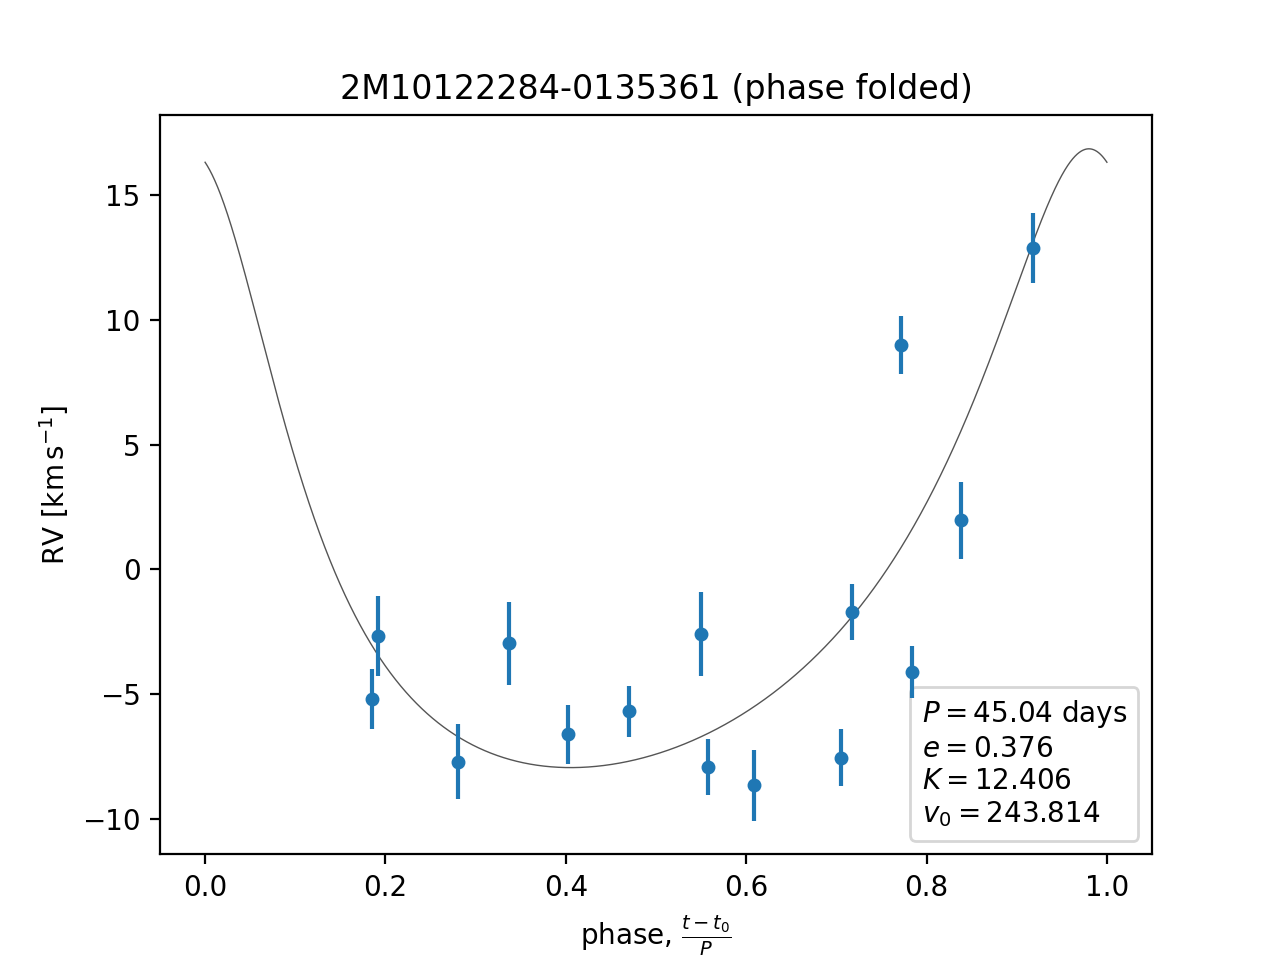 2M10122284-0135361 (phase folded)
RV [km s⁻¹]
15
10
5
0
−5
−10
P = 45.04 days
e = 0.376
K = 12.406
v₀ = 243.814
0.0 0.2 0.4 0.6 0.8 1.0
phase, (t − t₀)/P